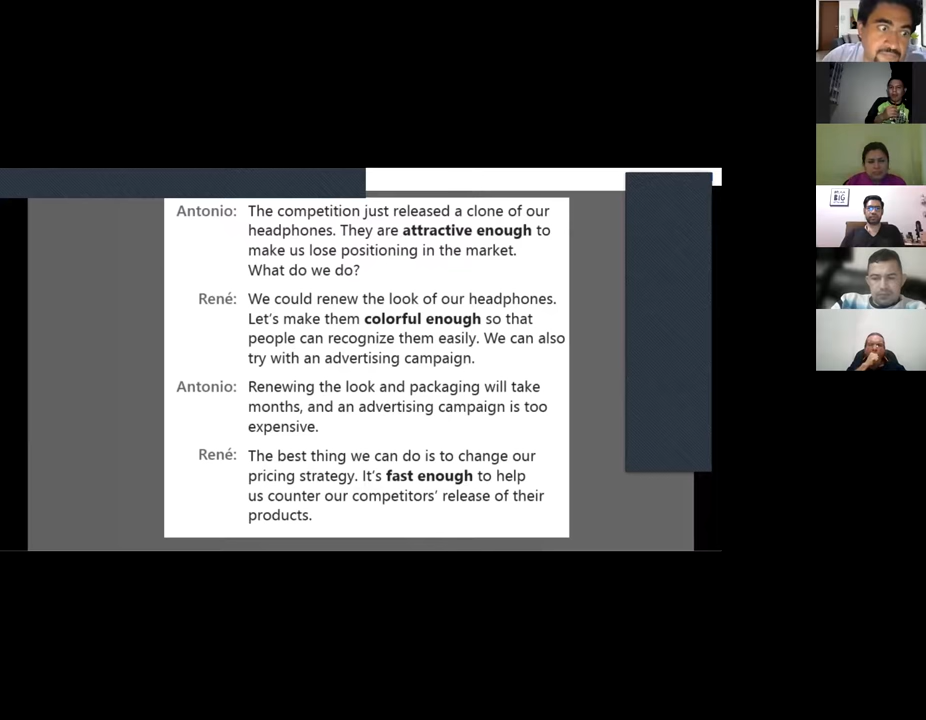 Antonio: The competition just released a clone of our
headphones. They are attractive enough to
make us lose positioning in the market.
What do we do?
René: We could renew the look of our headphones.
Let's make them colorful enough so that
people can recognize them easily. We can also
try with an advertising campaign.
Antonio: Renewing the look and packaging will take
months, and an advertising campaign is too
expensive.
René: The best thing we can do is to change our
pricing strategy. It's fast enough to help
us counter our competitors' release of their
products.
BIG